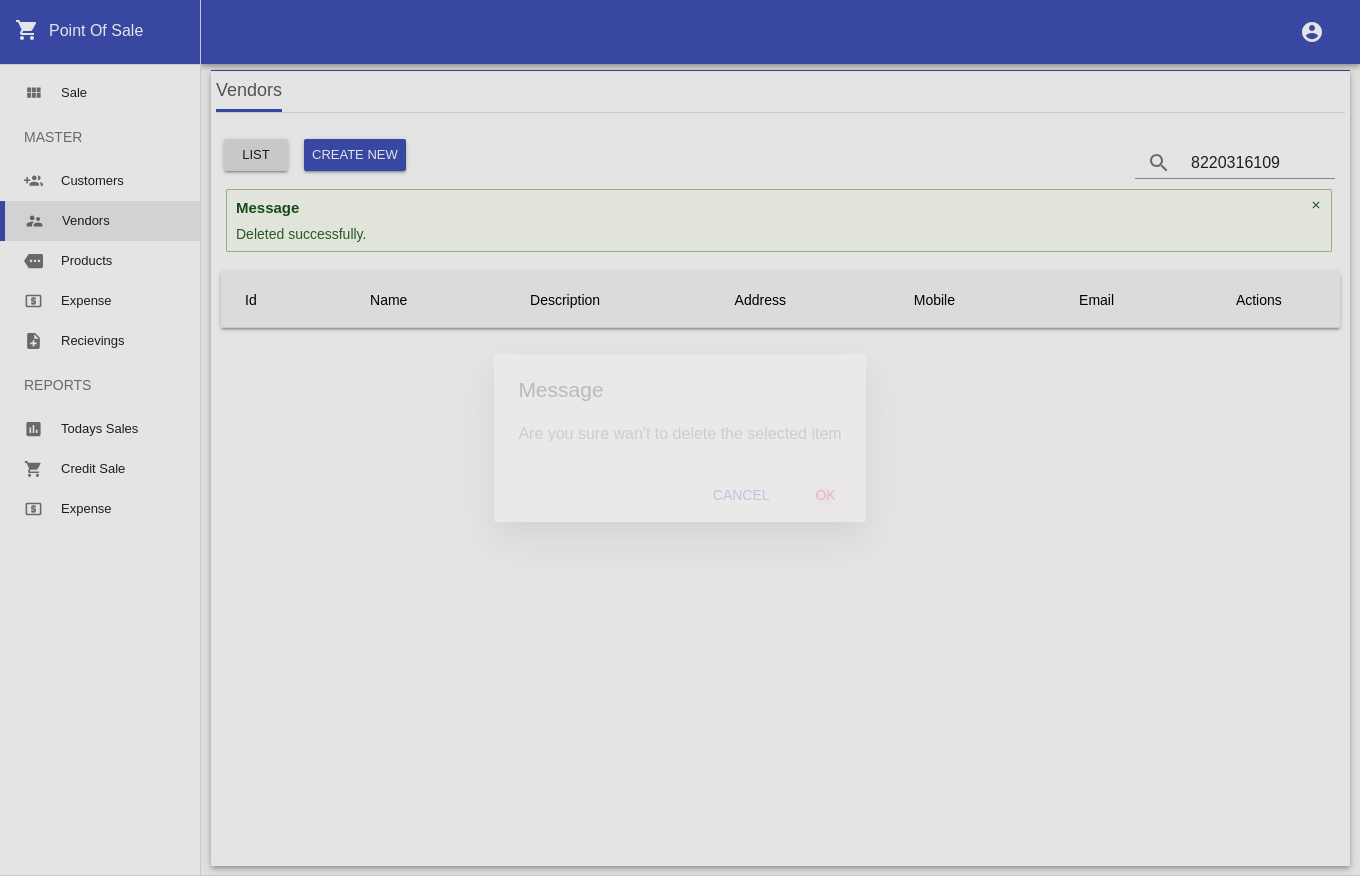 Point Of Sale
Sale
MASTER
Customers
Vendors
Products
Expense
Recievings
REPORTS
Todays Sales
Credit Sale
Expense
Vendors
LIST
CREATE NEW
8220316109
Message
×
Deleted successfully.
Id Name Description Address Mobile Email Actions
Message
Are you sure wan't to delete the selected item
CANCEL OK